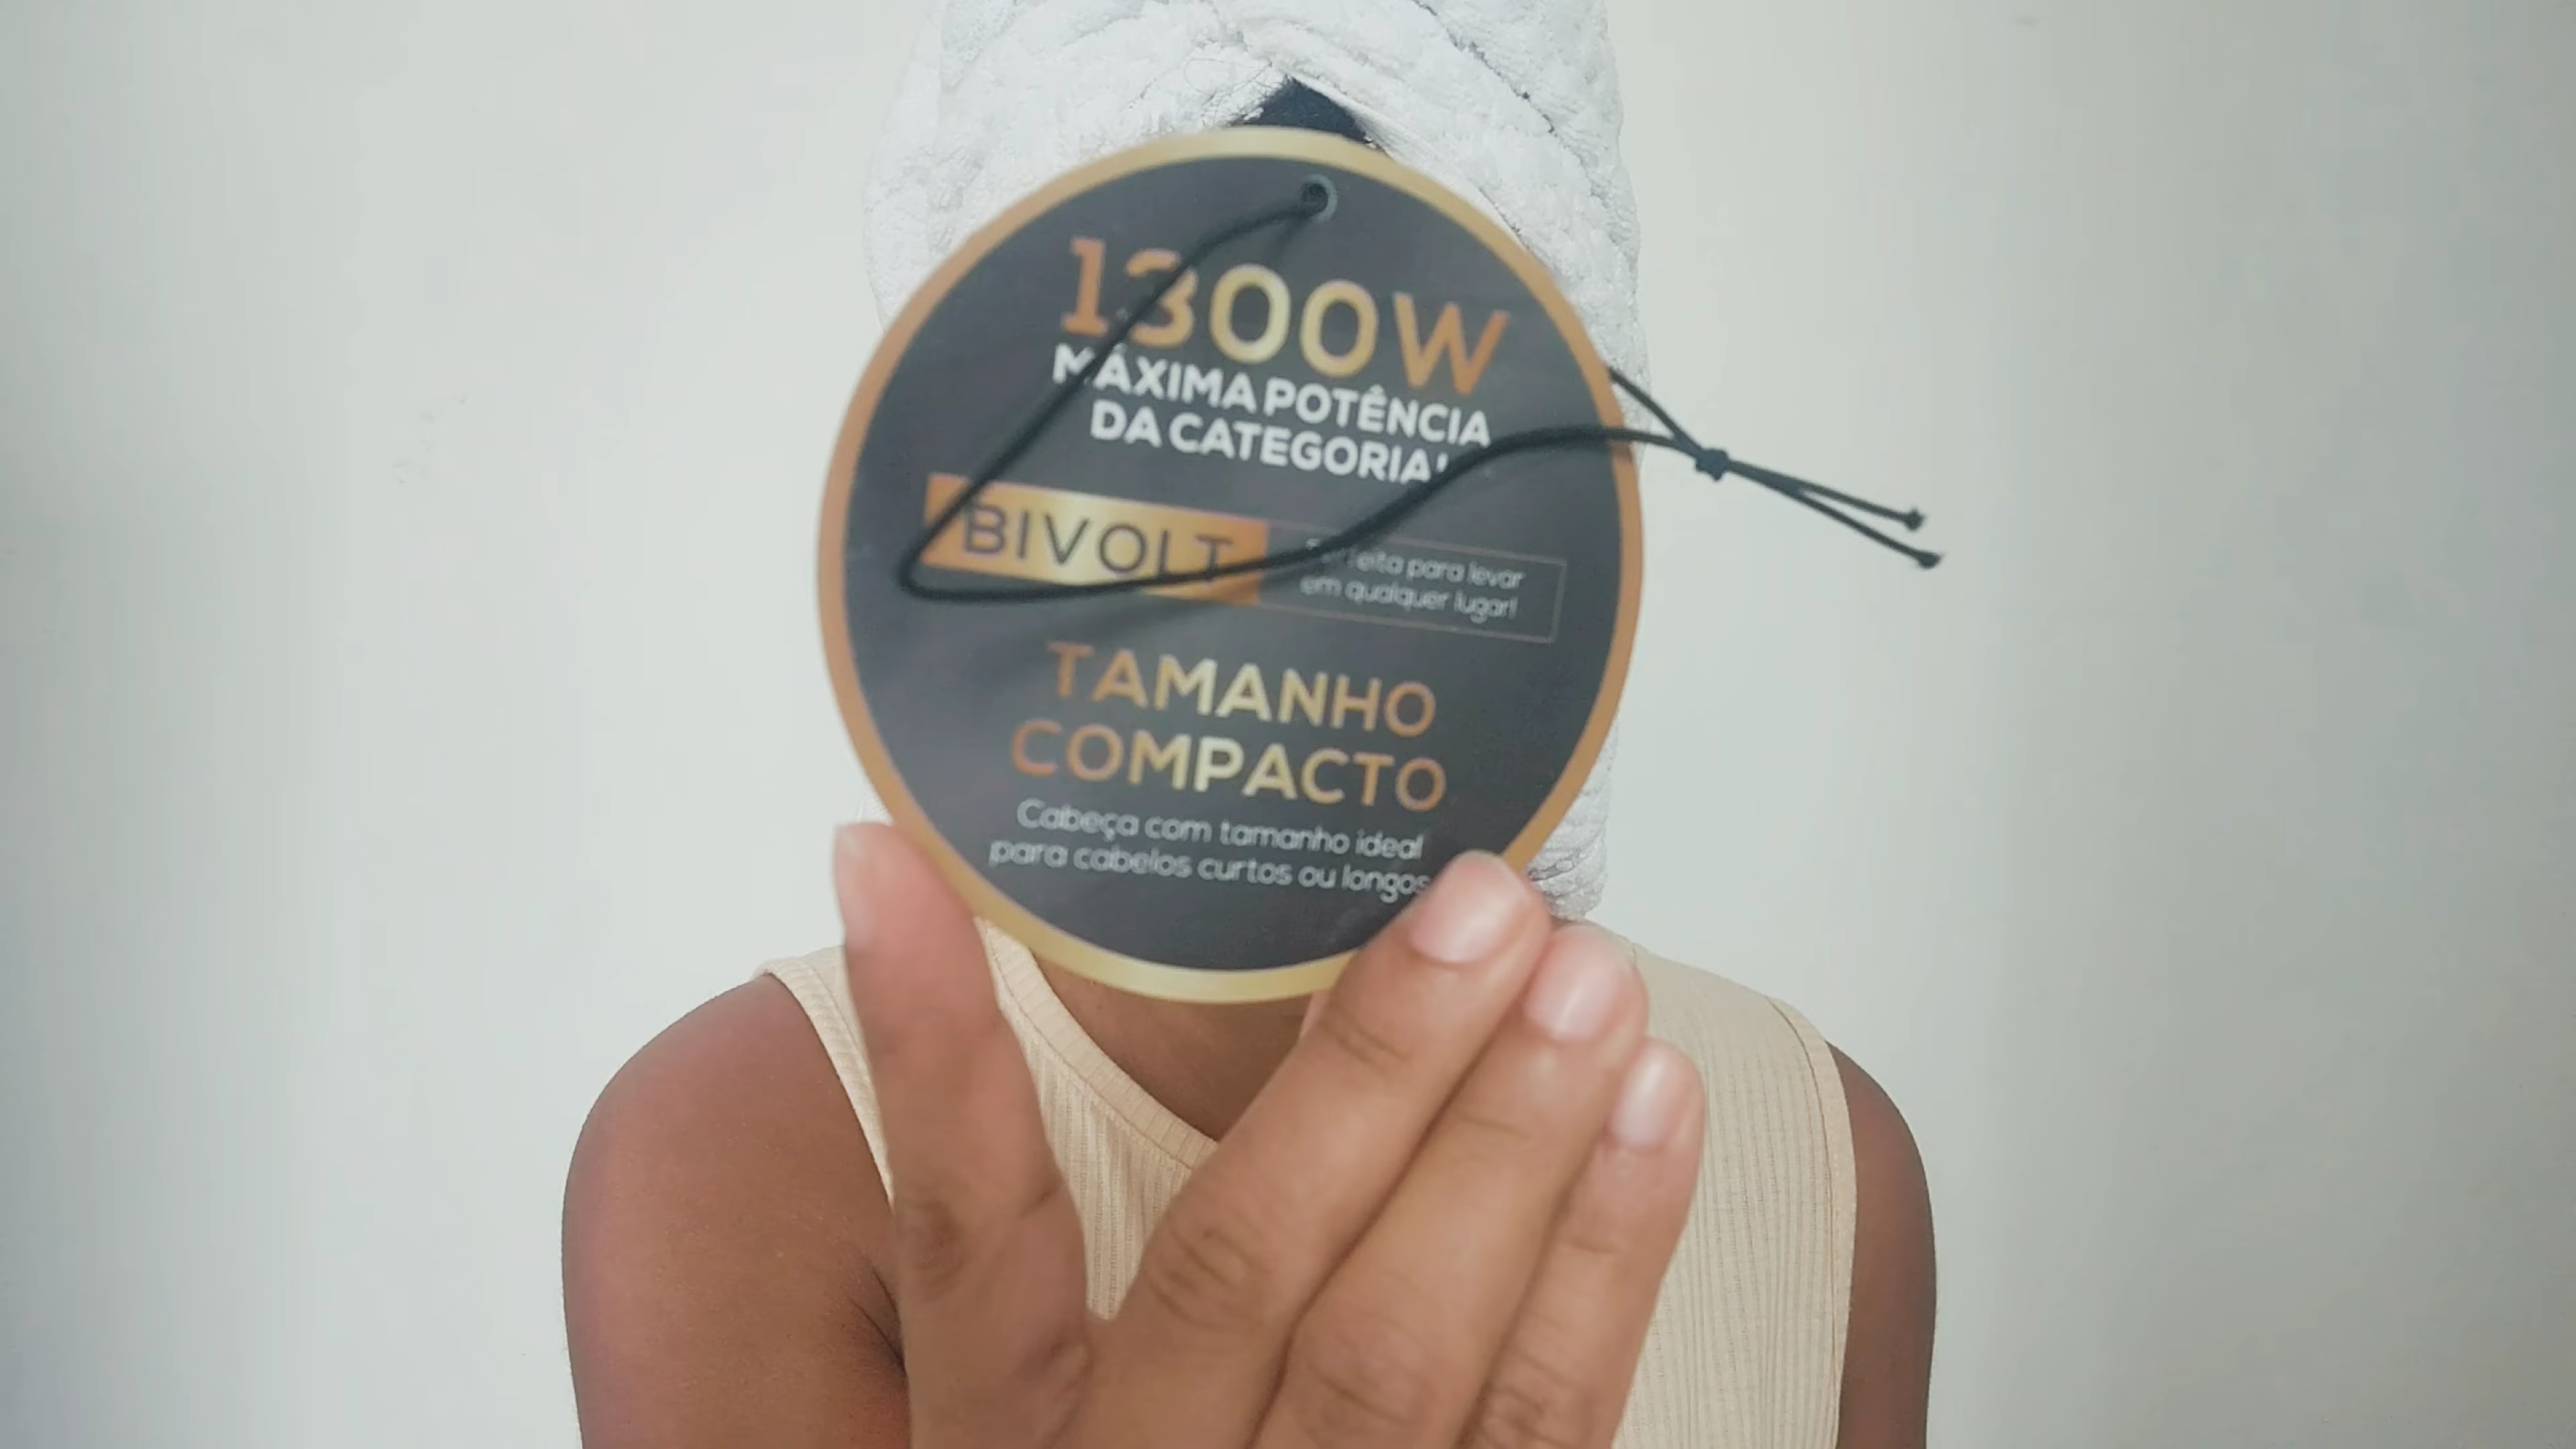 1300W
MÁXIMA POTÊNCIA
DA CATEGORIA!
BIVOLT
Perfeita para levar
em qualquer lugar!
TAMANHO
COMPACTO
Cabeça com tamanho ideal
para cabelos curtos ou longos